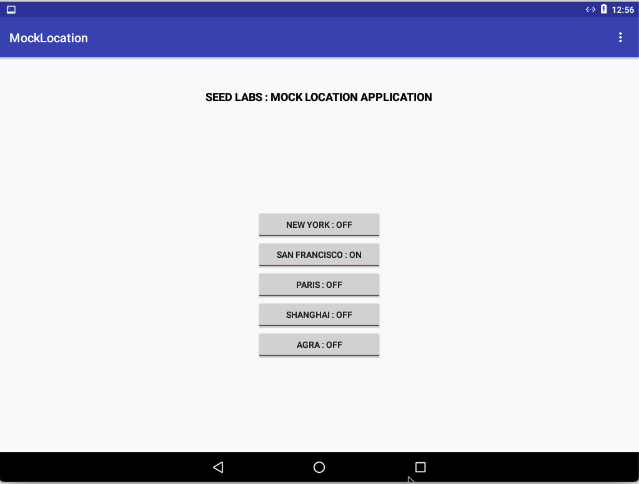 12:56
MockLocation
SEED LABS : MOCK LOCATION APPLICATION
NEW YORK : OFF
SAN FRANCISCO : ON
PARIS : OFF
SHANGHAI : OFF
AGRA : OFF